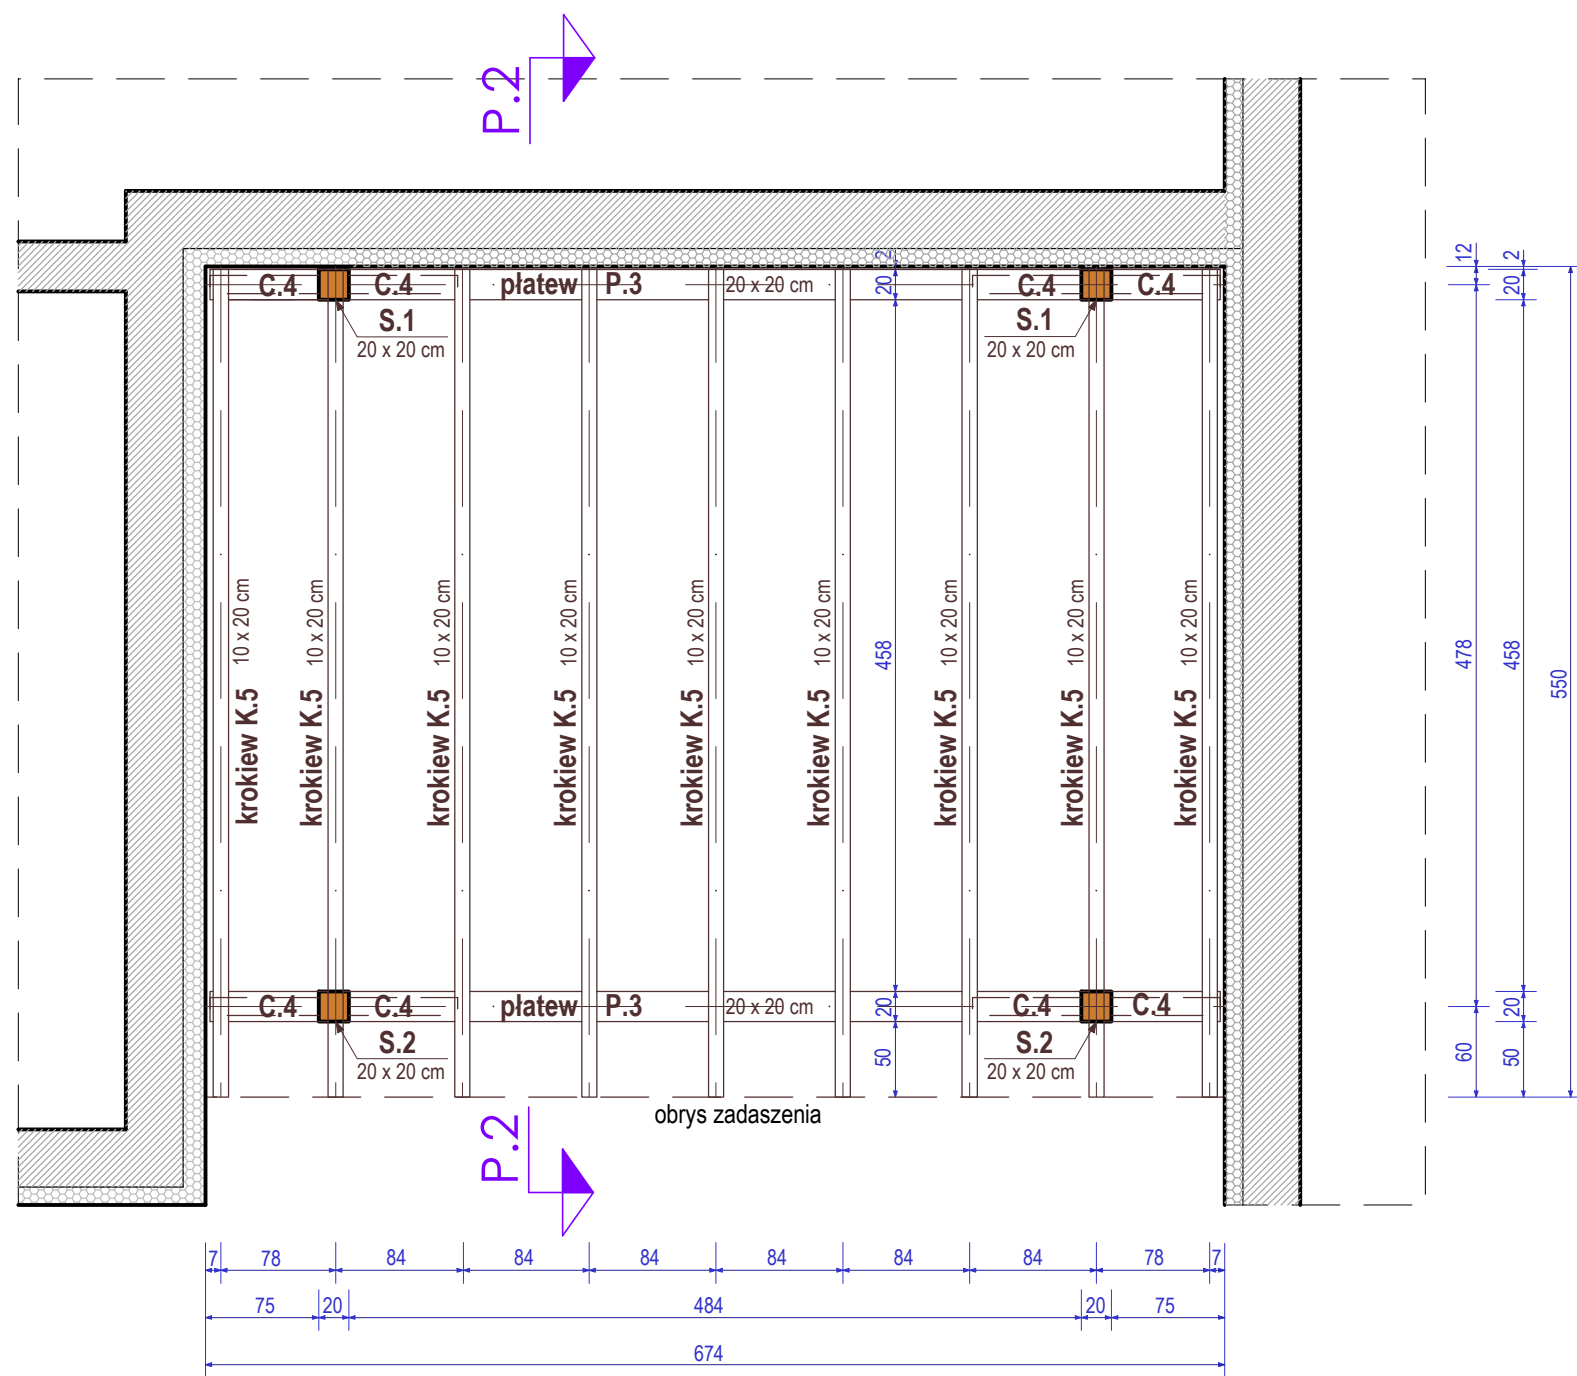 P.2
12
2
C.4
C.4
płatew P.3
20 x 20 cm
2
20
C.4
C.4
20
S.1
20 x 20 cm
S.1
20 x 20 cm
krokiew K.5 10 x 20 cm
krokiew K.5 10 x 20 cm
krokiew K.5 10 x 20 cm
krokiew K.5 10 x 20 cm
krokiew K.5 10 x 20 cm
krokiew K.5 10 x 20 cm
krokiew K.5 10 x 20 cm
krokiew K.5 10 x 20 cm
krokiew K.5 10 x 20 cm
458
478
458
550
C.4
C.4
płatew P.3
20 x 20 cm
20
C.4
C.4
20
S.2
20 x 20 cm
50
S.2
20 x 20 cm
60
50
obrys zadaszenia
P.2
7 78 84 84 84 84 84 84 78 7
75 20 484 20 75
674